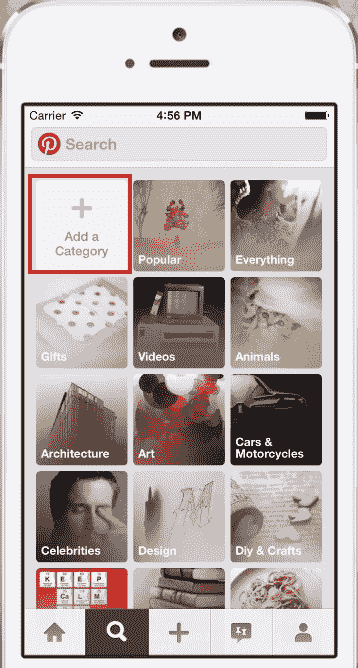 Carrier 4:56 PM
Search
+
Add a
Category
Popular
Everything
Gifts
Videos
Animals
Architecture
Art
Cars &
Motorcycles
Celebrities
Design
Diy & Crafts
K E E P
C A L M